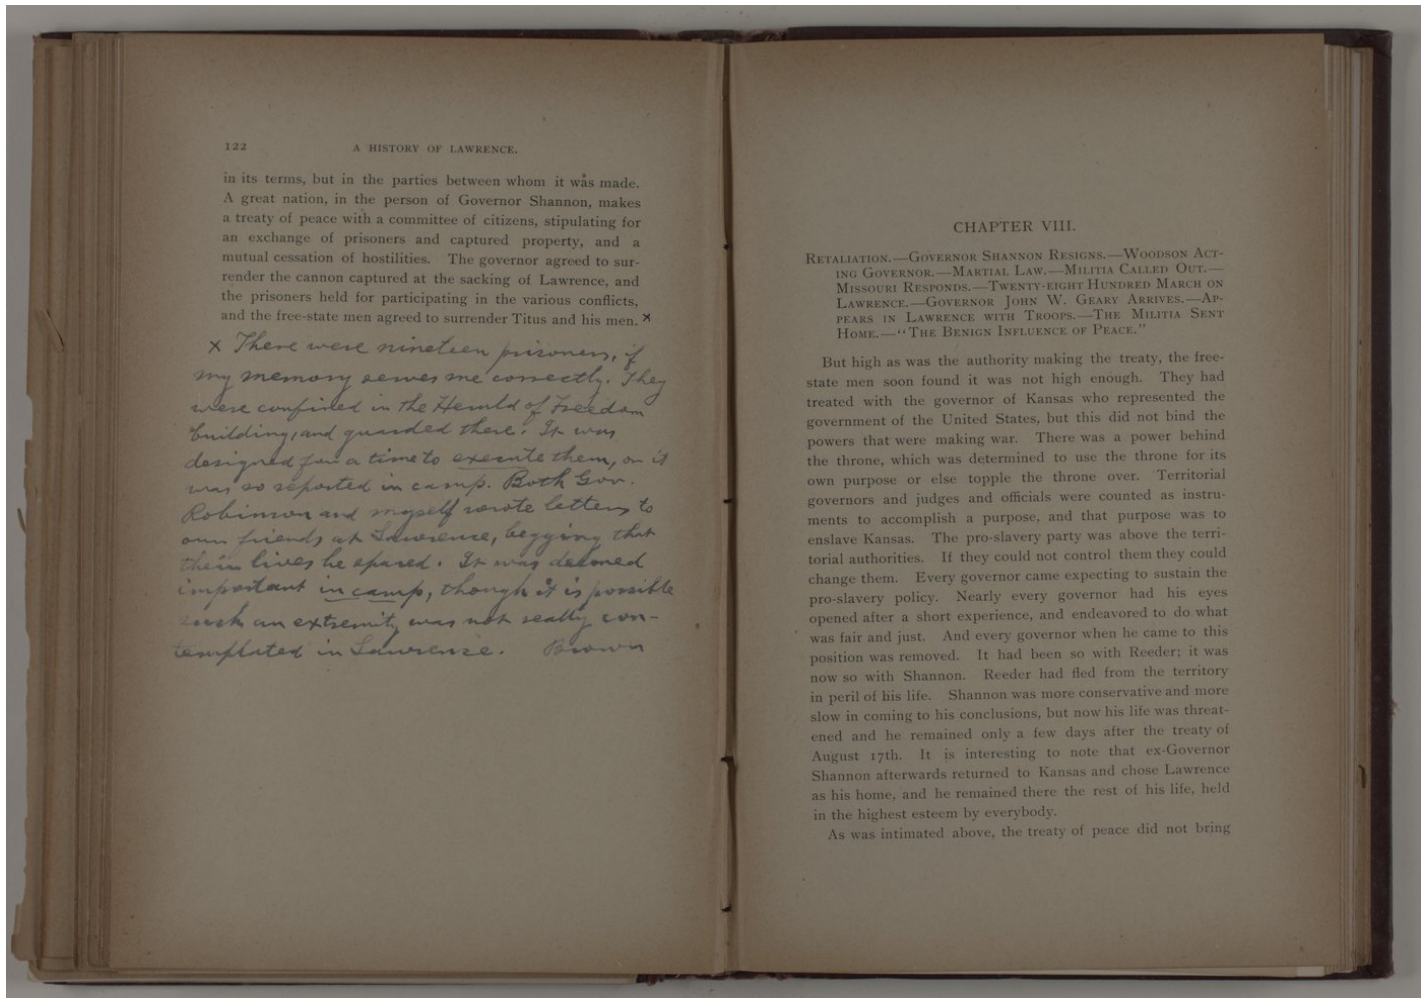 122
A HISTORY OF LAWRENCE.
in its terms, but in the parties between whom it was made.
A great nation, in the person of Governor Shannon, makes
a treaty of peace with a committee of citizens, stipulating for
an exchange of prisoners and captured property, and a
mutual cessation of hostilities. The governor agreed to sur-
render the cannon captured at the sacking of Lawrence, and
the prisoners held for participating in the various conflicts,
and the free-state men agreed to surrender Titus and his men. x
x There were nineteen prisoners, if
my memory serves me correctly. They
were confined in the Herald of Freedom
building, and guarded there. It was
designed for a time to execute them, or it
was so reported in camp. Both Gov.
Robinson and myself wrote letters to
our friends at Lawrence, begging that
their lives be spared. It was deemed
important in camp, though it is possible
such an extremity was not really con-
templated in Lawrence. Brown
CHAPTER VIII.
RETALIATION.—GOVERNOR SHANNON RESIGNS.—WOODSON ACT-
ING GOVERNOR.—MARTIAL LAW.—MILITIA CALLED OUT.—
MISSOURI RESPONDS.—TWENTY-EIGHT HUNDRED MARCH ON
LAWRENCE.—GOVERNOR JOHN W. GEARY ARRIVES.—AP-
PEARS IN LAWRENCE WITH TROOPS.—THE MILITIA SENT
HOME.—"THE BENIGN INFLUENCE OF PEACE."
But high as was the authority making the treaty, the free-
state men soon found it was not high enough. They had
treated with the governor of Kansas who represented the
government of the United States, but this did not bind the
powers that were making war. There was a power behind
the throne, which was determined to use the throne for its
own purpose or else topple the throne over. Territorial
governors and judges and officials were counted as instru-
ments to accomplish a purpose, and that purpose was to
enslave Kansas. The pro-slavery party was above the terri-
torial authorities. If they could not control them they could
change them. Every governor came expecting to sustain the
pro-slavery policy. Nearly every governor had his eyes
opened after a short experience, and endeavored to do what
was fair and just. And every governor when he came to this
position was removed. It had been so with Reeder; it was
now so with Shannon. Reeder had fled from the territory
in peril of his life. Shannon was more conservative and more
slow in coming to his conclusions, but now his life was threat-
ened and he remained only a few days after the treaty of
August 17th. It is interesting to note that ex-Governor
Shannon afterwards returned to Kansas and chose Lawrence
as his home, and he remained there the rest of his life, held
in the highest esteem by everybody.
As was intimated above, the treaty of peace did not bring